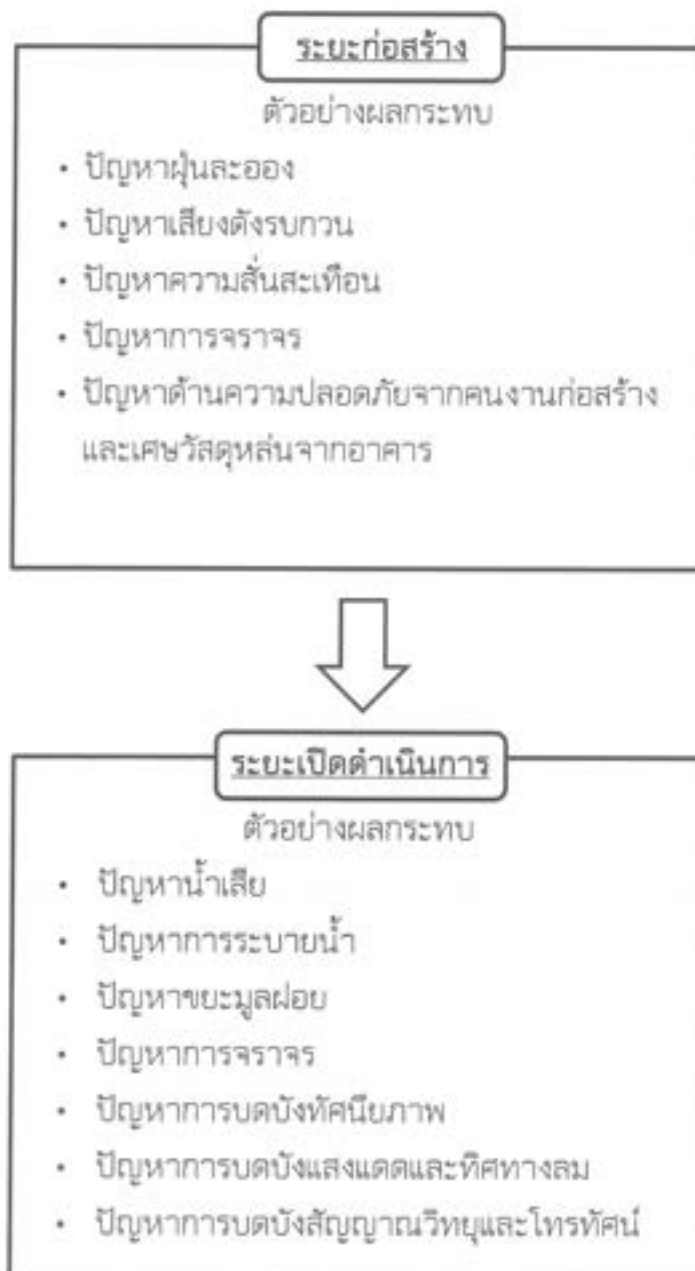 ระยะก่อสร้าง
ตัวอย่างผลกระทบ
• ปัญหาฝุ่นละออง
• ปัญหาเสียงดังรบกวน
• ปัญหาความสั่นสะเทือน
• ปัญหาการจราจร
• ปัญหาด้านความปลอดภัยจากคนงานก่อสร้าง
และเศษวัสดุหล่นจากอาคาร
ระยะเปิดดำเนินการ
ตัวอย่างผลกระทบ
• ปัญหาน้ำเสีย
• ปัญหาการระบายน้ำ
• ปัญหาขยะมูลฝอย
• ปัญหาการจราจร
• ปัญหาการบดบังทัศนียภาพ
• ปัญหาการบดบังแสงแดดและทิศทางลม
• ปัญหาการบดบังสัญญาณวิทยุและโทรทัศน์